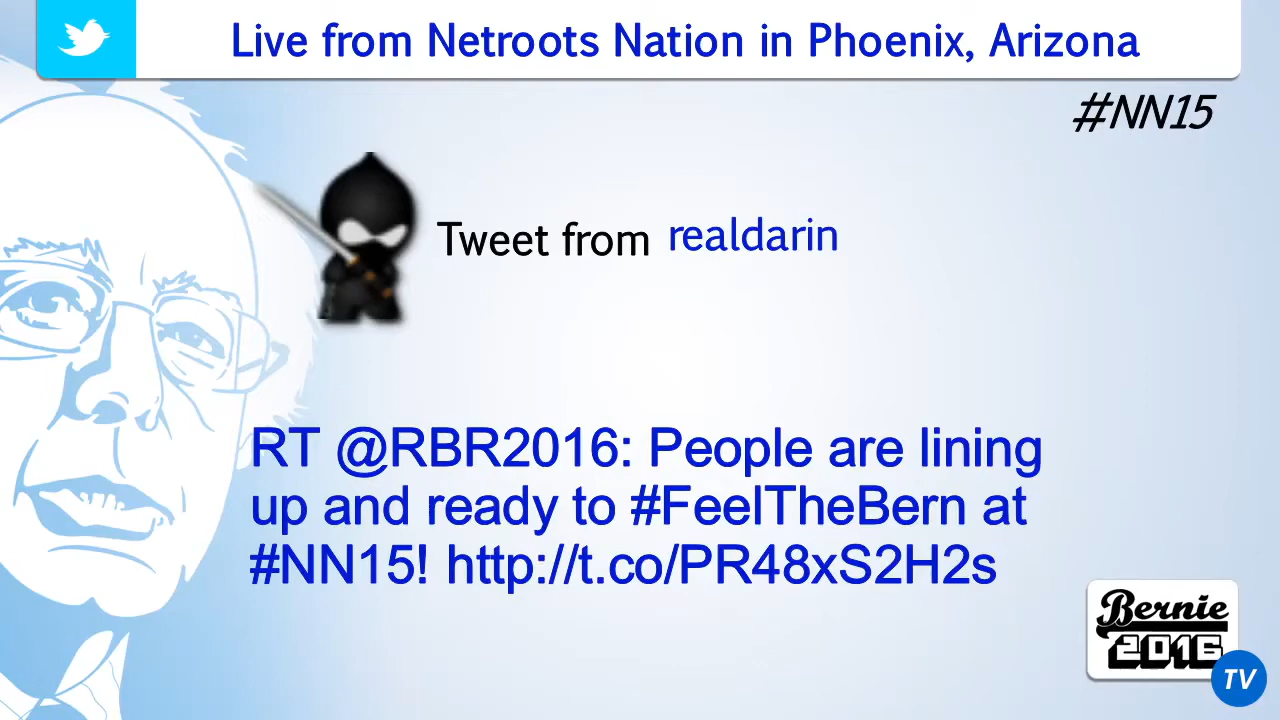 Live from Netroots Nation in Phoenix, Arizona
#NN15
Tweet from realdarin
RT @RBR2016: People are lining
up and ready to #FeelTheBern at
#NN15! http://t.co/PR48xS2H2s
Bernie
2016
TV